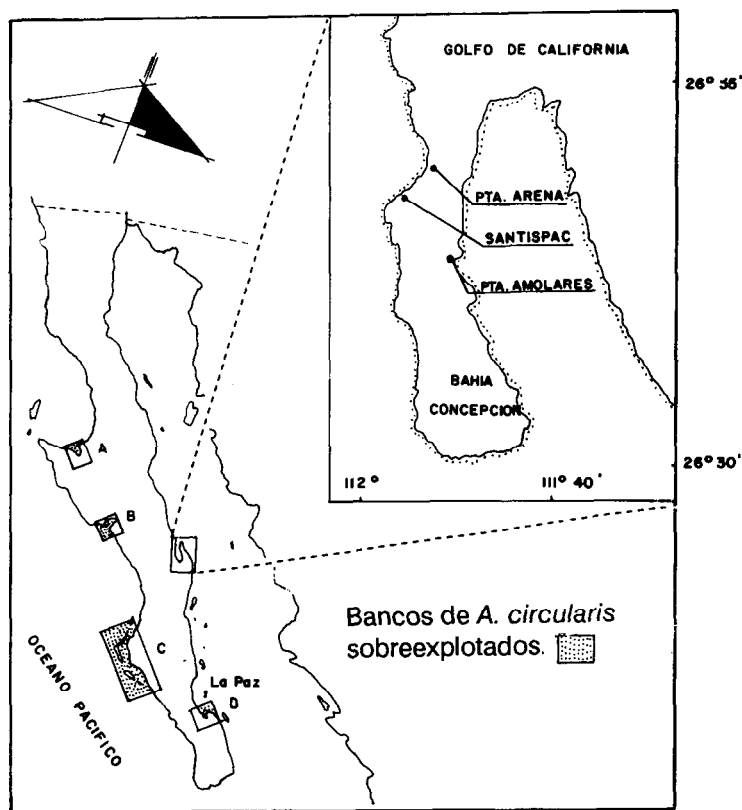 GOLFO DE CALIFORNIA
26° 55'
PTA. ARENA
SANTISPAC
PTA. AMOLARES
BAHIA
CONCEPCION
26° 30'
112°
111° 40'
A
B
C
La Paz
D
OCEANO PACIFICO
Bancos de A. circularis
sobreexplotados.